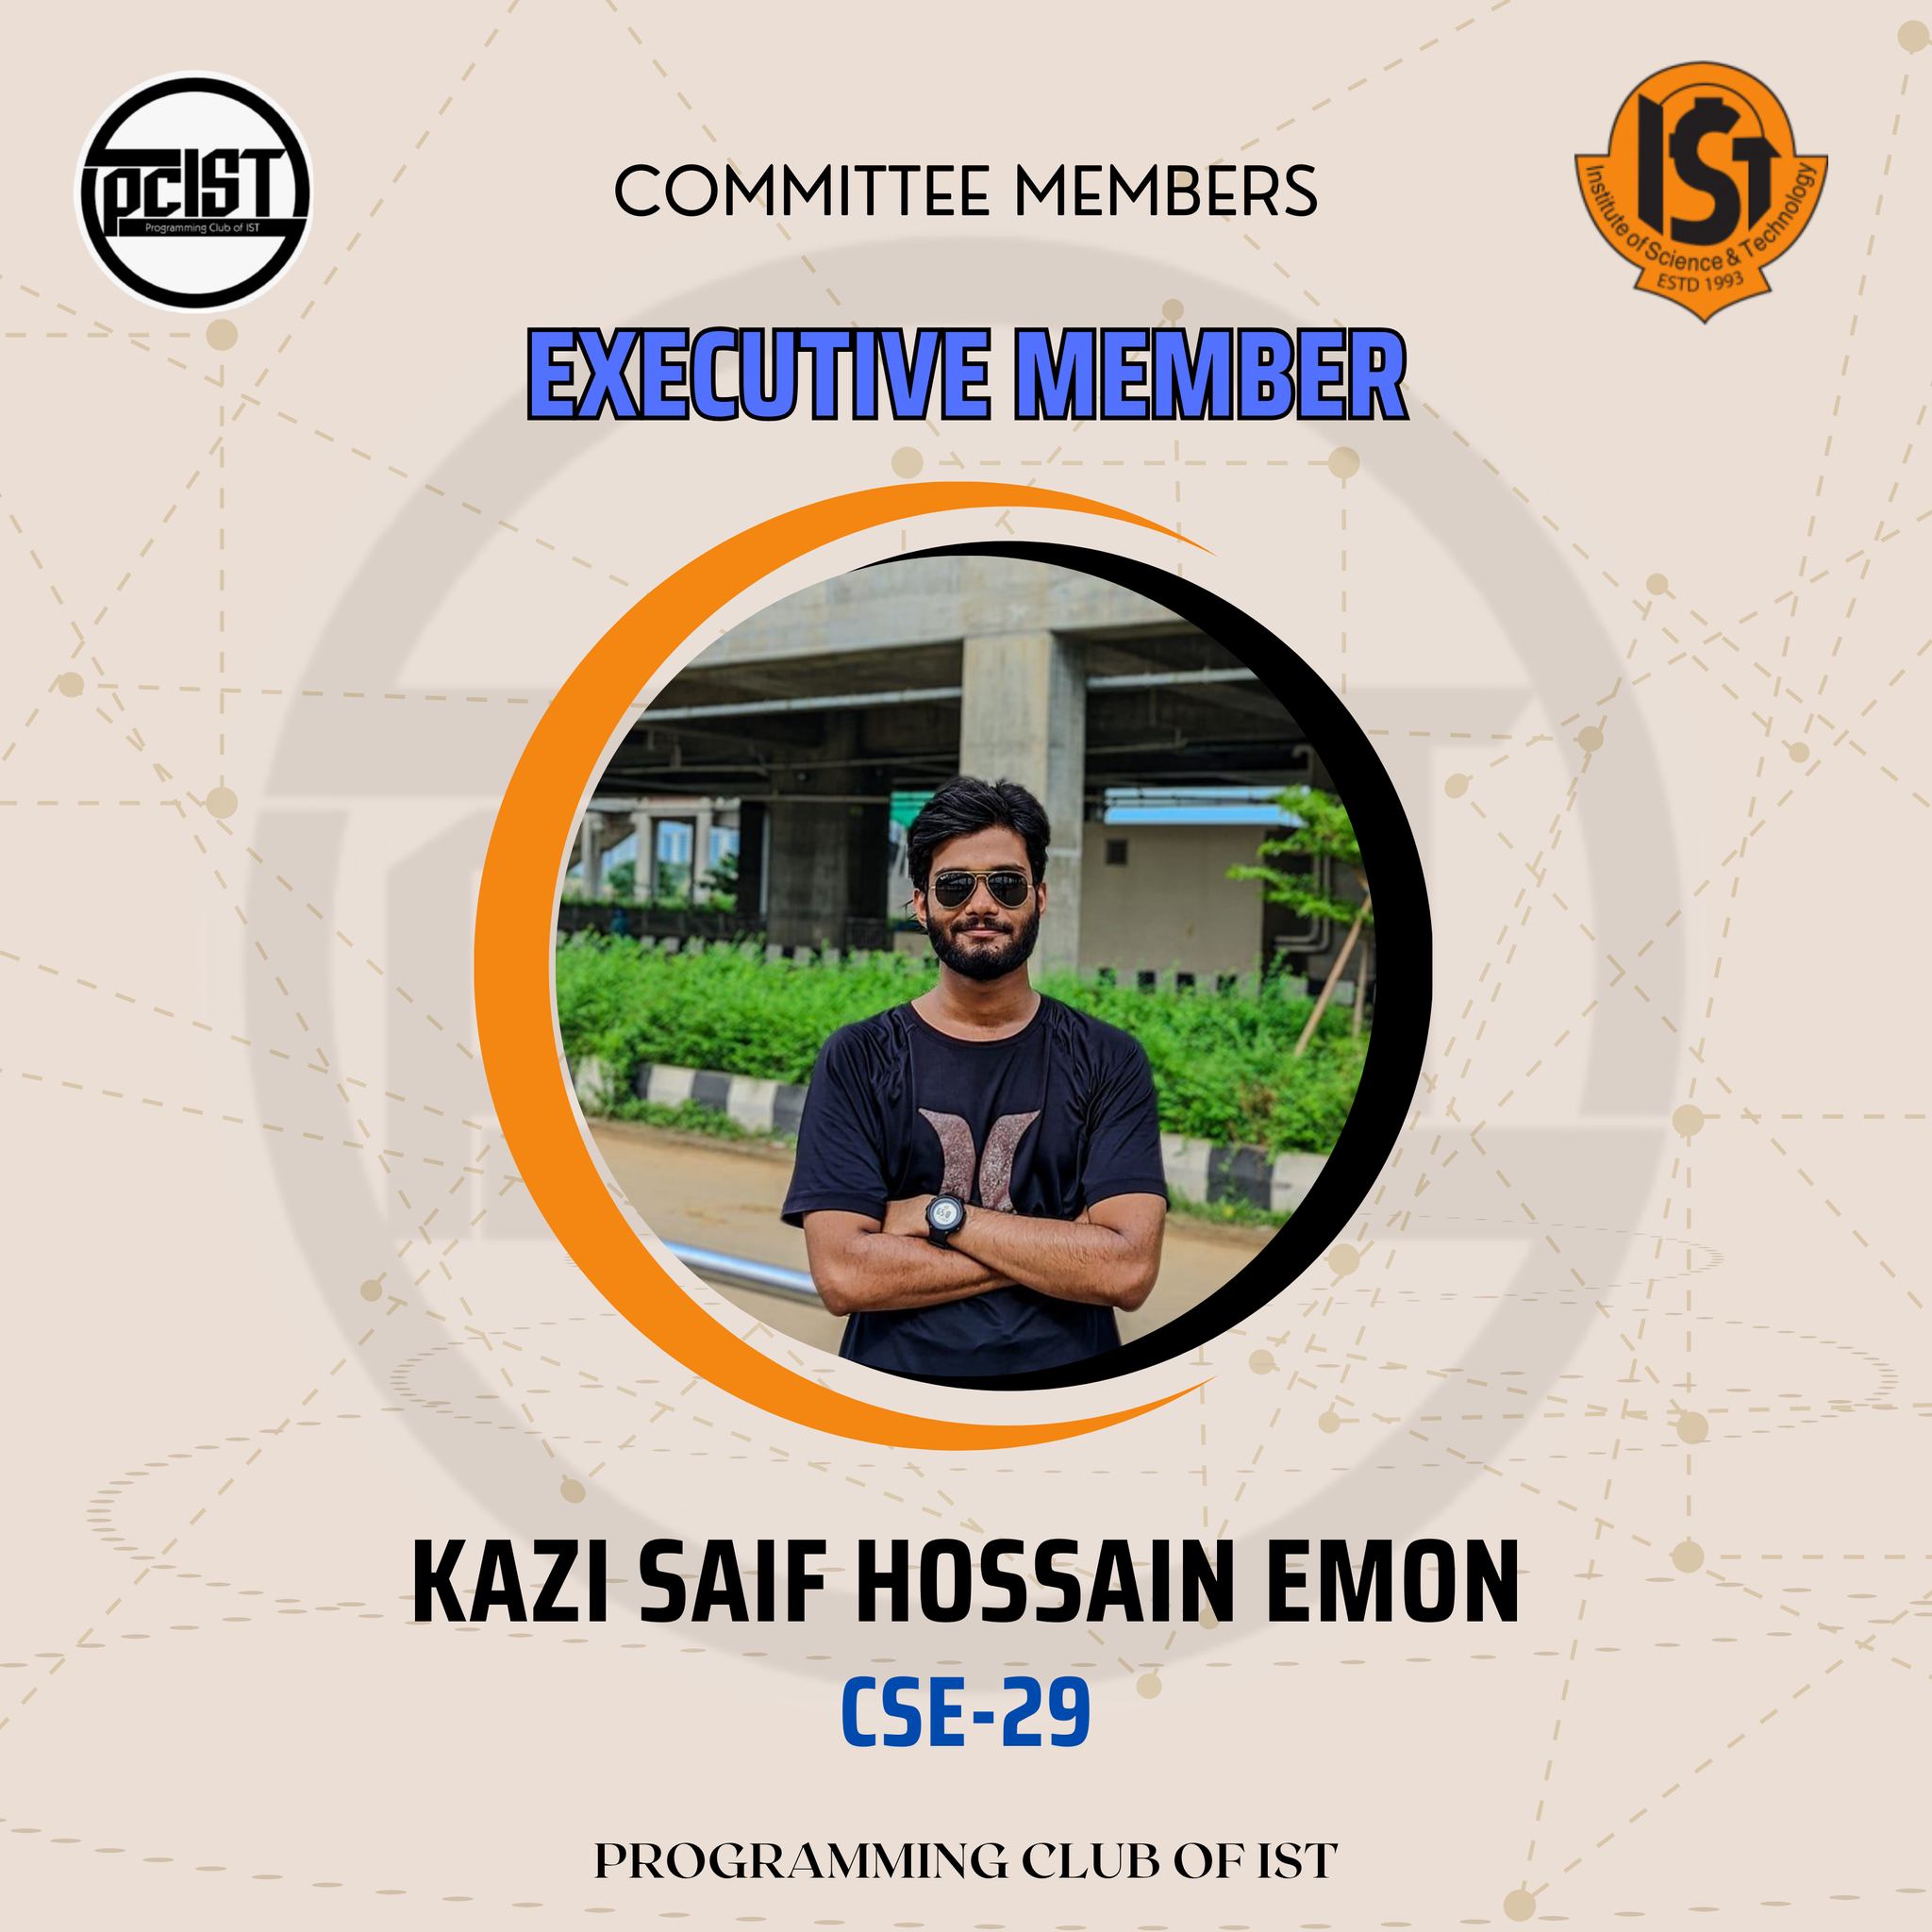 pcIST
Programming Club of IST
COMMITTEE MEMBERS
IST
Institute of Science & Technology
ESTD 1993
EXECUTIVE MEMBER
KAZI SAIF HOSSAIN EMON
CSE-29
PROGRAMMING CLUB OF IST